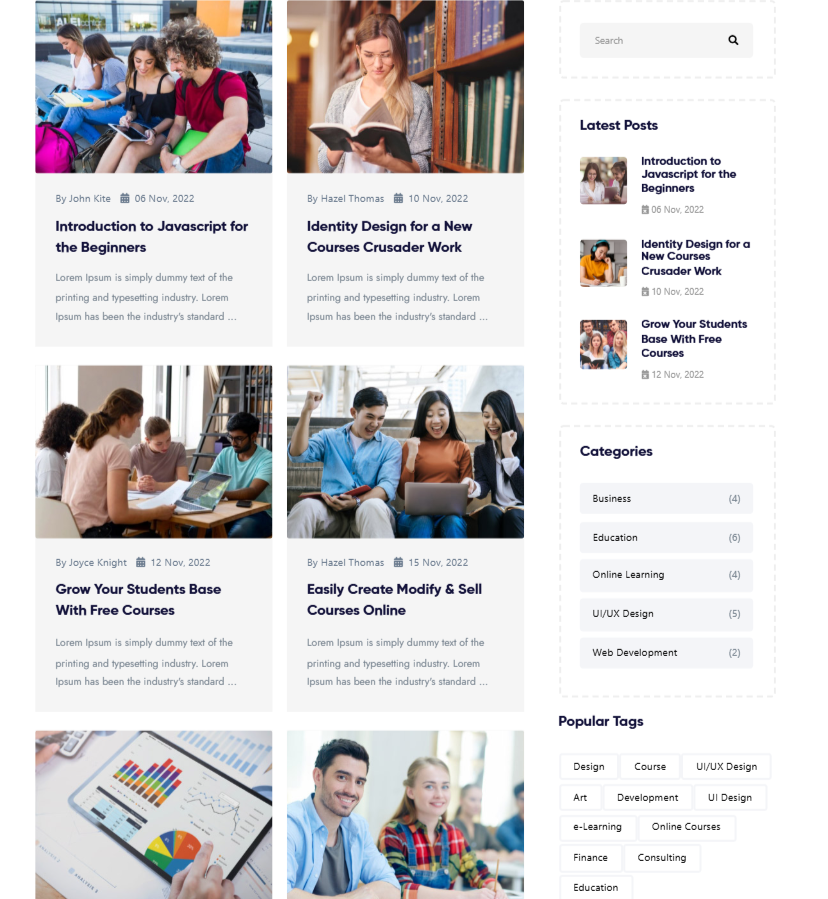 By John Kite 06 Nov, 2022
Introduction to Javascript for
the Beginners
Lorem Ipsum is simply dummy text of the
printing and typesetting industry. Lorem
Ipsum has been the industry's standard ...
By Hazel Thomas 10 Nov, 2022
Identity Design for a New
Courses Crusader Work
Lorem Ipsum is simply dummy text of the
printing and typesetting industry. Lorem
Ipsum has been the industry's standard ...
By Joyce Knight 12 Nov, 2022
Grow Your Students Base
With Free Courses
Lorem Ipsum is simply dummy text of the
printing and typesetting industry. Lorem
Ipsum has been the industry's standard ...
By Hazel Thomas 15 Nov, 2022
Easily Create Modify & Sell
Courses Online
Lorem Ipsum is simply dummy text of the
printing and typesetting industry. Lorem
Ipsum has been the industry's standard ...
Search
Latest Posts
Introduction to
Javascript for the
Beginners
06 Nov, 2022
Identity Design for a
New Courses
Crusader Work
10 Nov, 2022
Grow Your Students
Base With Free
Courses
12 Nov, 2022
Categories
Business (4)
Education (6)
Online Learning (4)
UI/UX Design (5)
Web Development (2)
Popular Tags
Design Course UI/UX Design
Art Development UI Design
e-Learning Online Courses
Finance Consulting
Education